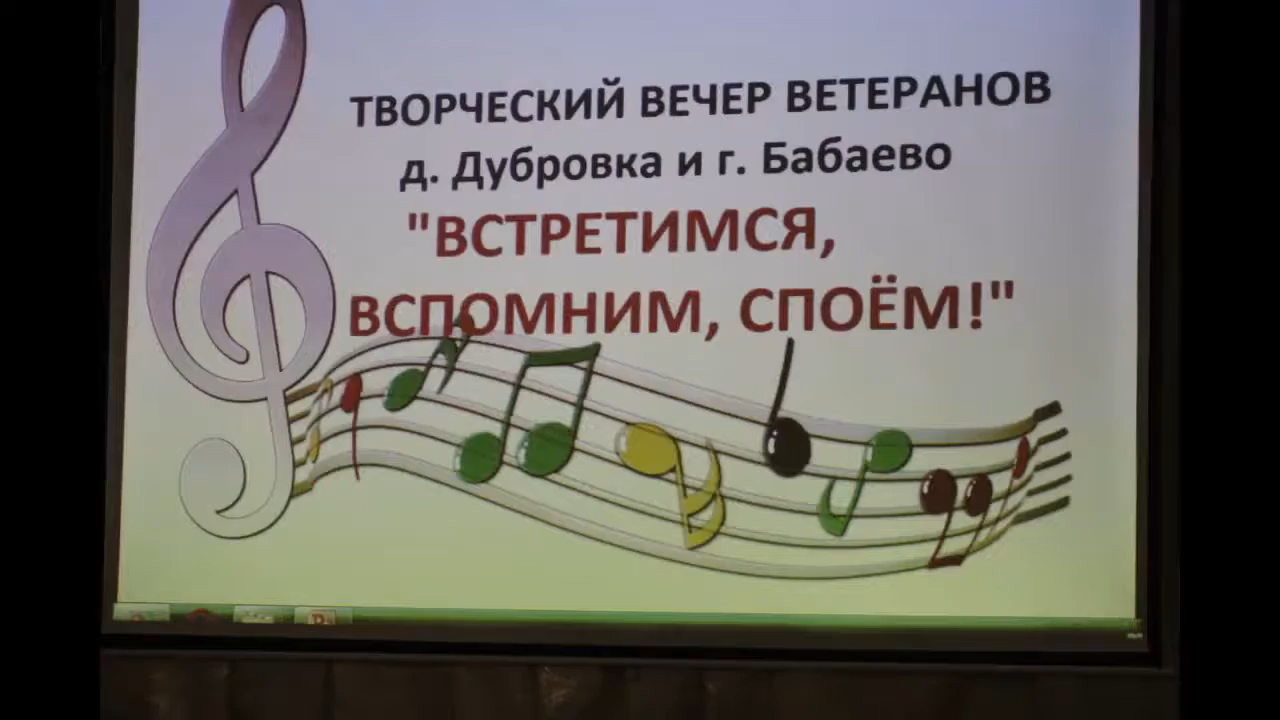 ТВОРЧЕСКИЙ ВЕЧЕР ВЕТЕРАНОВ
д. Дубровка и г. Бабаево
"ВСТРЕТИМСЯ,
ВСПОМНИМ, СПОЁМ!"